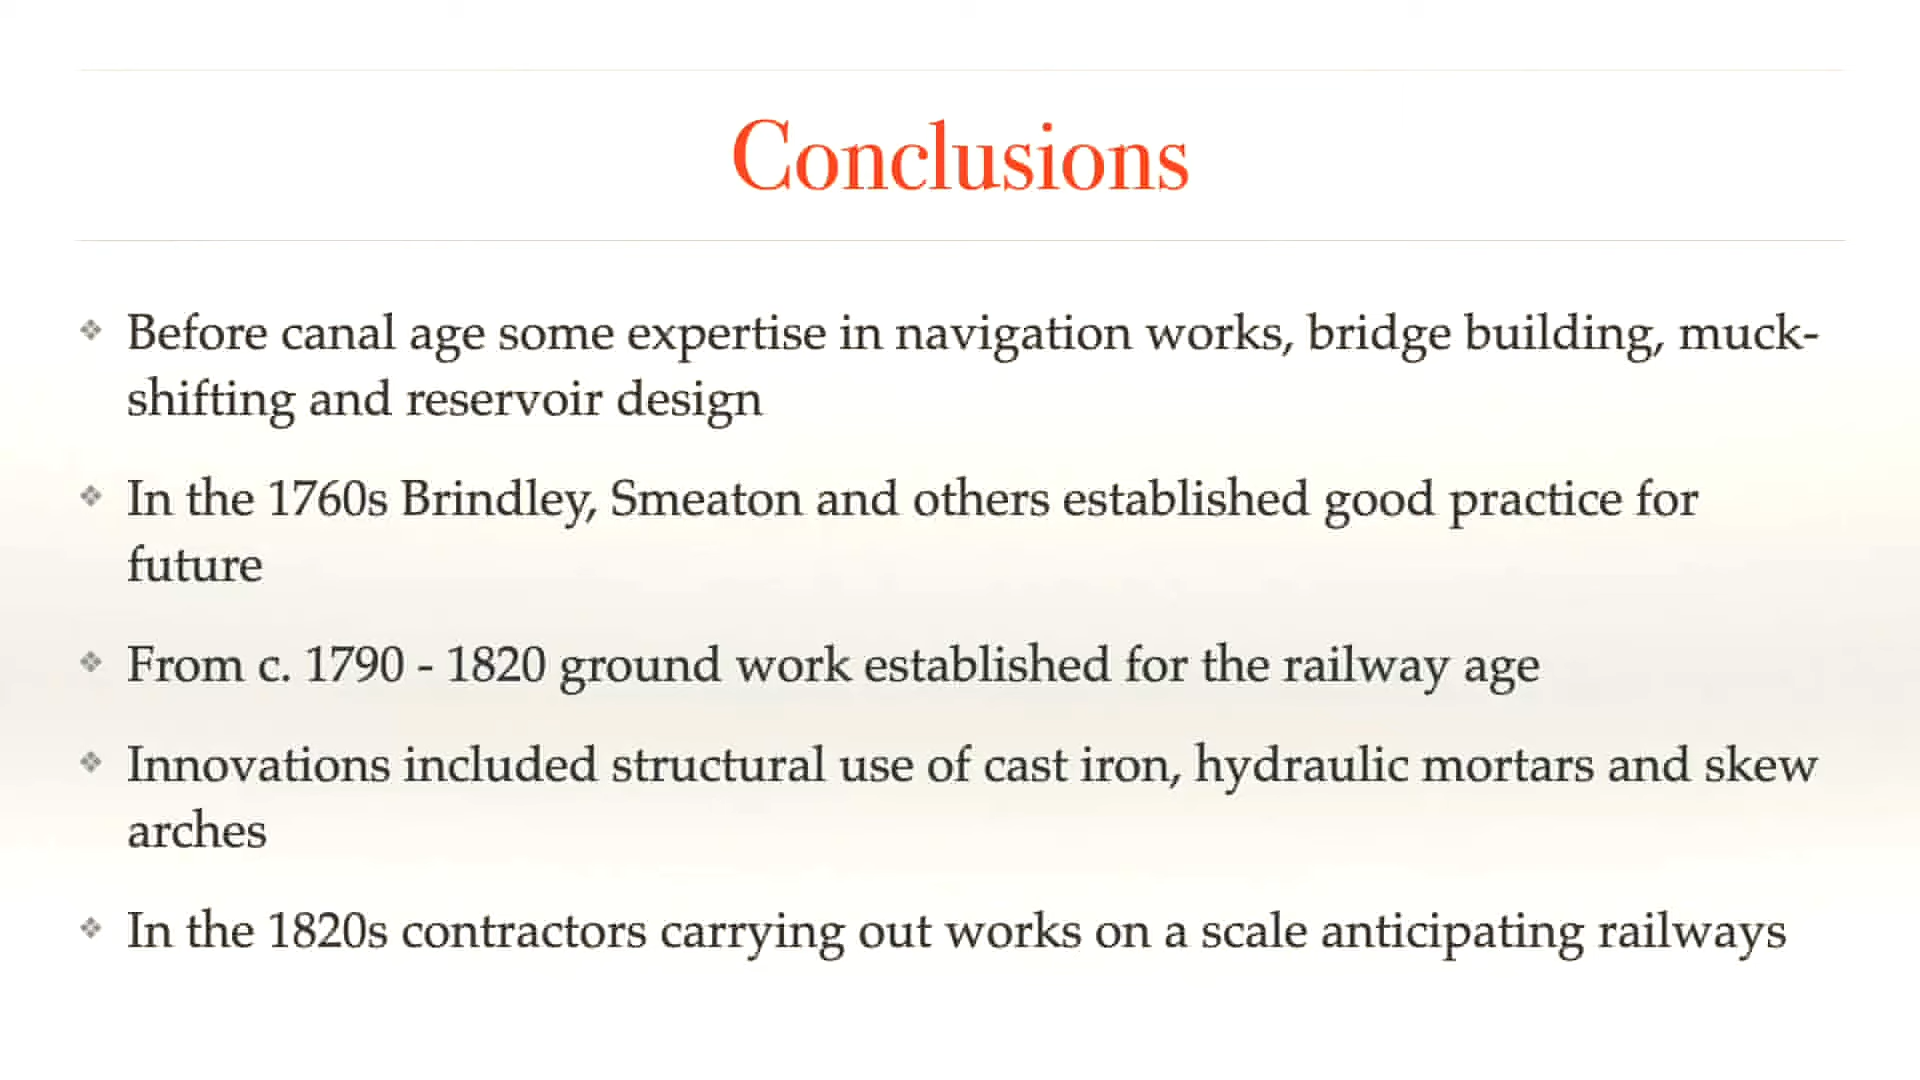 Conclusions
Before canal age some expertise in navigation works, bridge building, muck-
shifting and reservoir design
In the 1760s Brindley, Smeaton and others established good practice for
future
From c. 1790 - 1820 ground work established for the railway age
Innovations included structural use of cast iron, hydraulic mortars and skew
arches
In the 1820s contractors carrying out works on a scale anticipating railways